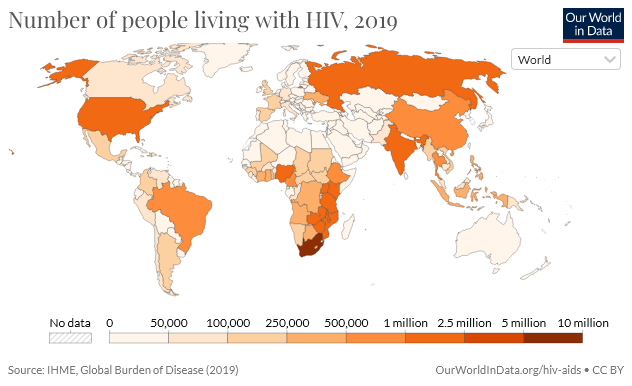 Number of people living with HIV, 2019
Our World
in Data
World
No data
0
50,000
100,000
250,000
500,000
1 million
2.5 million
5 million
10 million
Source: IHME, Global Burden of Disease (2019)
OurWorldInData.org/hiv-aids • CC BY